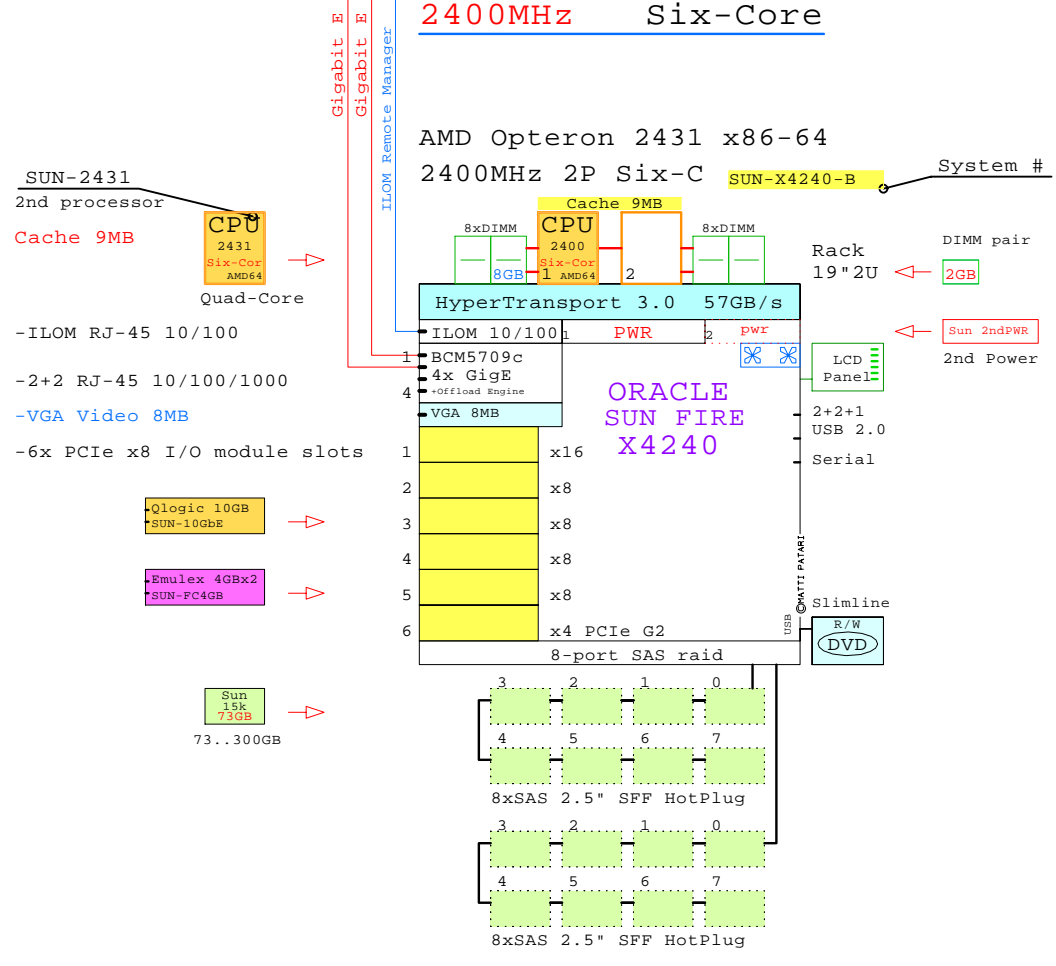 2400MHz Six-Core
Gigabit E
Gigabit E
ILOM Remote Manager
AMD Opteron 2431 x86-64
2400MHz 2P Six-C
SUN-X4240-B
System #
SUN-2431
2nd processor
Cache 9MB
CPU
2431
Six-Cor
AMD64
Quad-Core
Cache 9MB
8xDIMM
8GB
CPU
2400
Six-Cor
1 AMD64
2
8xDIMM
Rack
19"2U
DIMM pair
2GB
HyperTransport 3.0 57GB/s
-ILOM RJ-45 10/100
ILOM 10/100
1 PWR
2 pwr
Sun 2ndPWR
2nd Power
1 BCM5709c
4x GigE
4 +Offload Engine
LCD
Panel
-2+2 RJ-45 10/100/1000
-VGA Video 8MB
VGA 8MB
ORACLE
SUN FIRE
X4240
2+2+1
USB 2.0
Serial
-6x PCIe x8 I/O module slots
1 x16
2 x8
3 x8
4 x8
5 x8
6 x4 PCIe G2
Qlogic 10GB
SUN-10GbE
Emulex 4GBx2
SUN-FC4GB
©MATTI PATARI
USB
Slimline
R/W
DVD
8-port SAS raid
Sun
15k
73GB
73..300GB
3 2 1 0
4 5 6 7
8xSAS 2.5" SFF HotPlug
3 2 1 0
4 5 6 7
8xSAS 2.5" SFF HotPlug